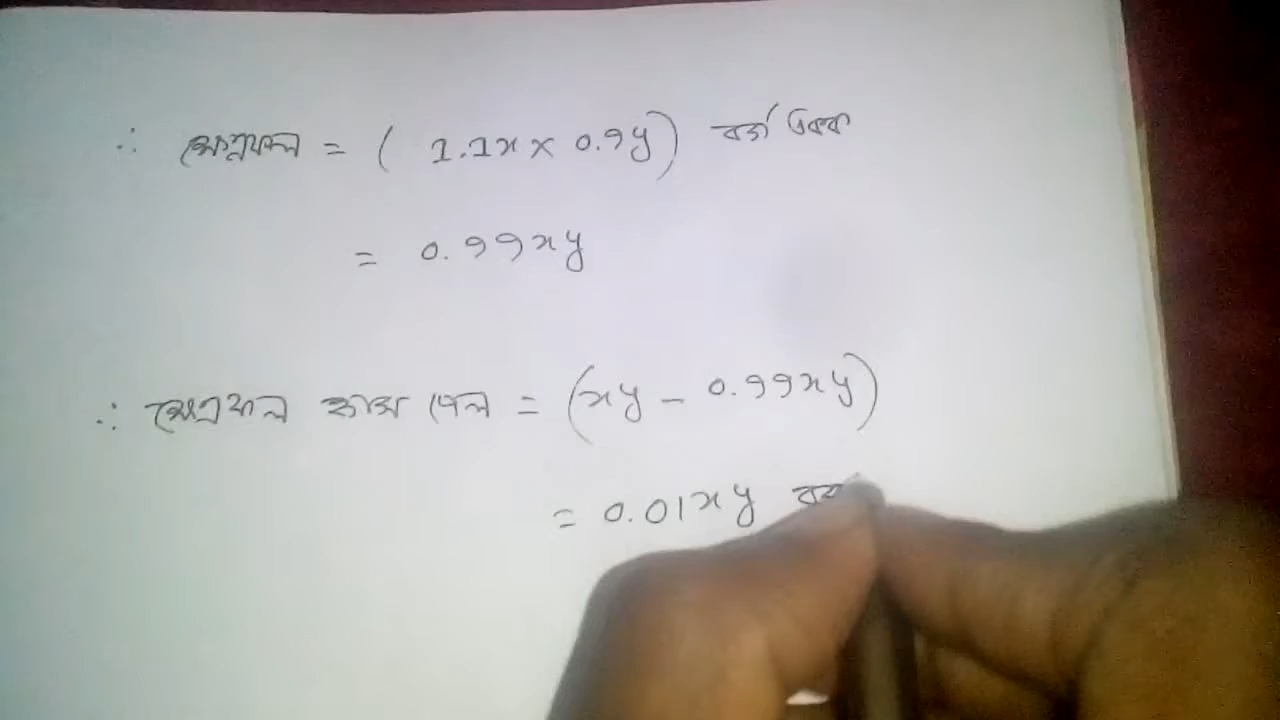 ∴ ক্ষেত্রফল = ( 1.1x × 0.9y) বর্গ একক
= 0.99xy
∴ ক্ষেত্রফল হ্রাস পেল = (xy - 0.99xy)
= 0.01xy